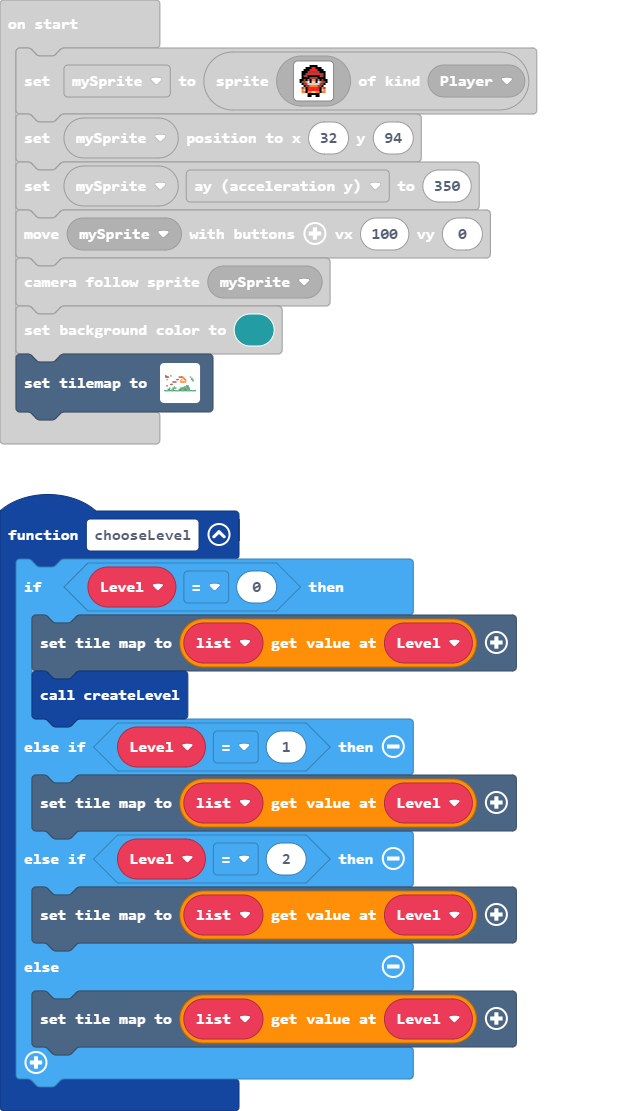 on start
set mySprite to sprite of kind Player
set mySprite position to x 32 y 94
set mySprite ay (acceleration y) to 350
move mySprite with buttons vx 100 vy 0
camera follow sprite mySprite
set background color to
set tilemap to
function chooseLevel
if Level = 0 then
set tile map to list get value at Level
call createLevel
else if Level = 1 then
set tile map to list get value at Level
else if Level = 2 then
set tile map to list get value at Level
else
set tile map to list get value at Level